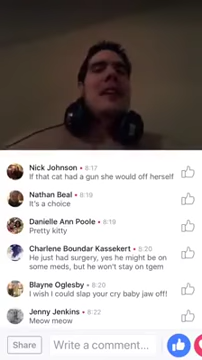 Nick Johnson • 8:17
If that cat had a gun she would off herself
Nathan Beal • 8:19
It's a choice
Danielle Ann Poole • 8:19
Pretty kitty
Charlene Boundar Kassekert • 8:20
He just had surgery, yes he might be on
some meds, but he won't stay on tgem
Blayne Oglesby • 8:20
I wish I could slap your cry baby jaw off!
Jenny Jenkins • 8:22
Meow meow
Share
Write a comment...